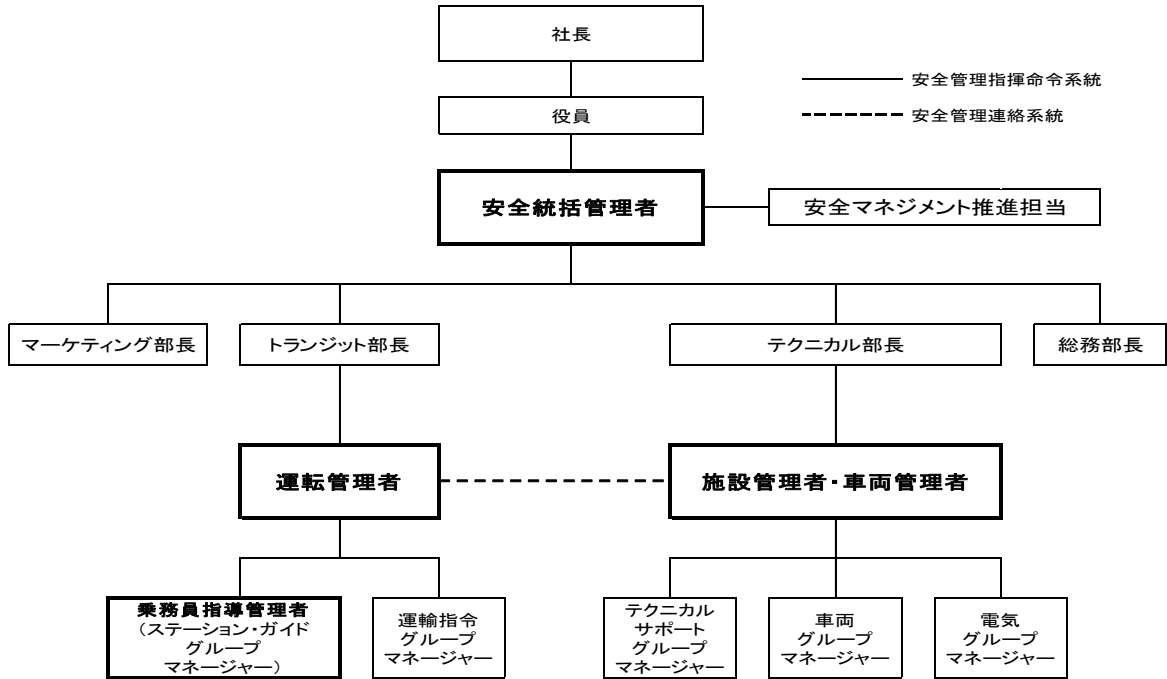 社長
安全管理指揮命令系統
役員
安全管理連絡系統
安全統括管理者
安全マネジメント推進担当
マーケティング部長
トランジット部長
テクニカル部長
総務部長
運転管理者
施設管理者・車両管理者
乗務員指導管理者
（ステーション・ガイド
グループ
マネージャー）
運輸指令
グループ
マネージャー
テクニカル
サポート
グループ
マネージャー
車両
グループ
マネージャー
電気
グループ
マネージャー